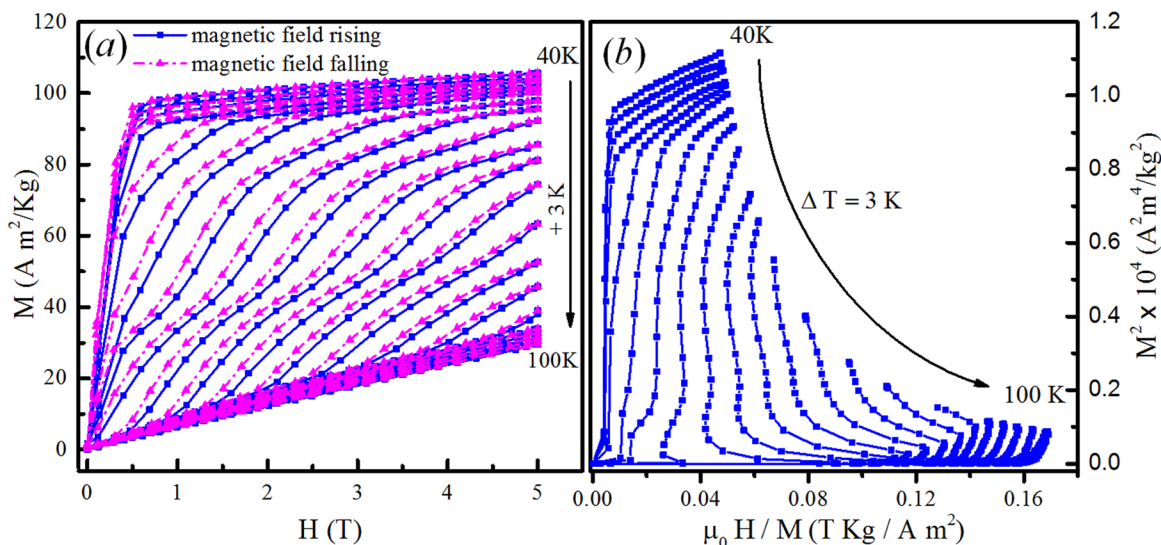 (a)
magnetic field rising
magnetic field falling
40K
+ 3 K
100K
120
100
80
60
40
20
0
M (A m²/Kg)
0 1 2 3 4 5
H (T)
(b)
40K
Δ T = 3 K
100 K
1.2
1.0
0.8
0.6
0.4
0.2
0.0
M² x 10⁴ (A²m⁴/kg²)
0.00 0.04 0.08 0.12 0.16
μ₀ H / M (T Kg / A m²)